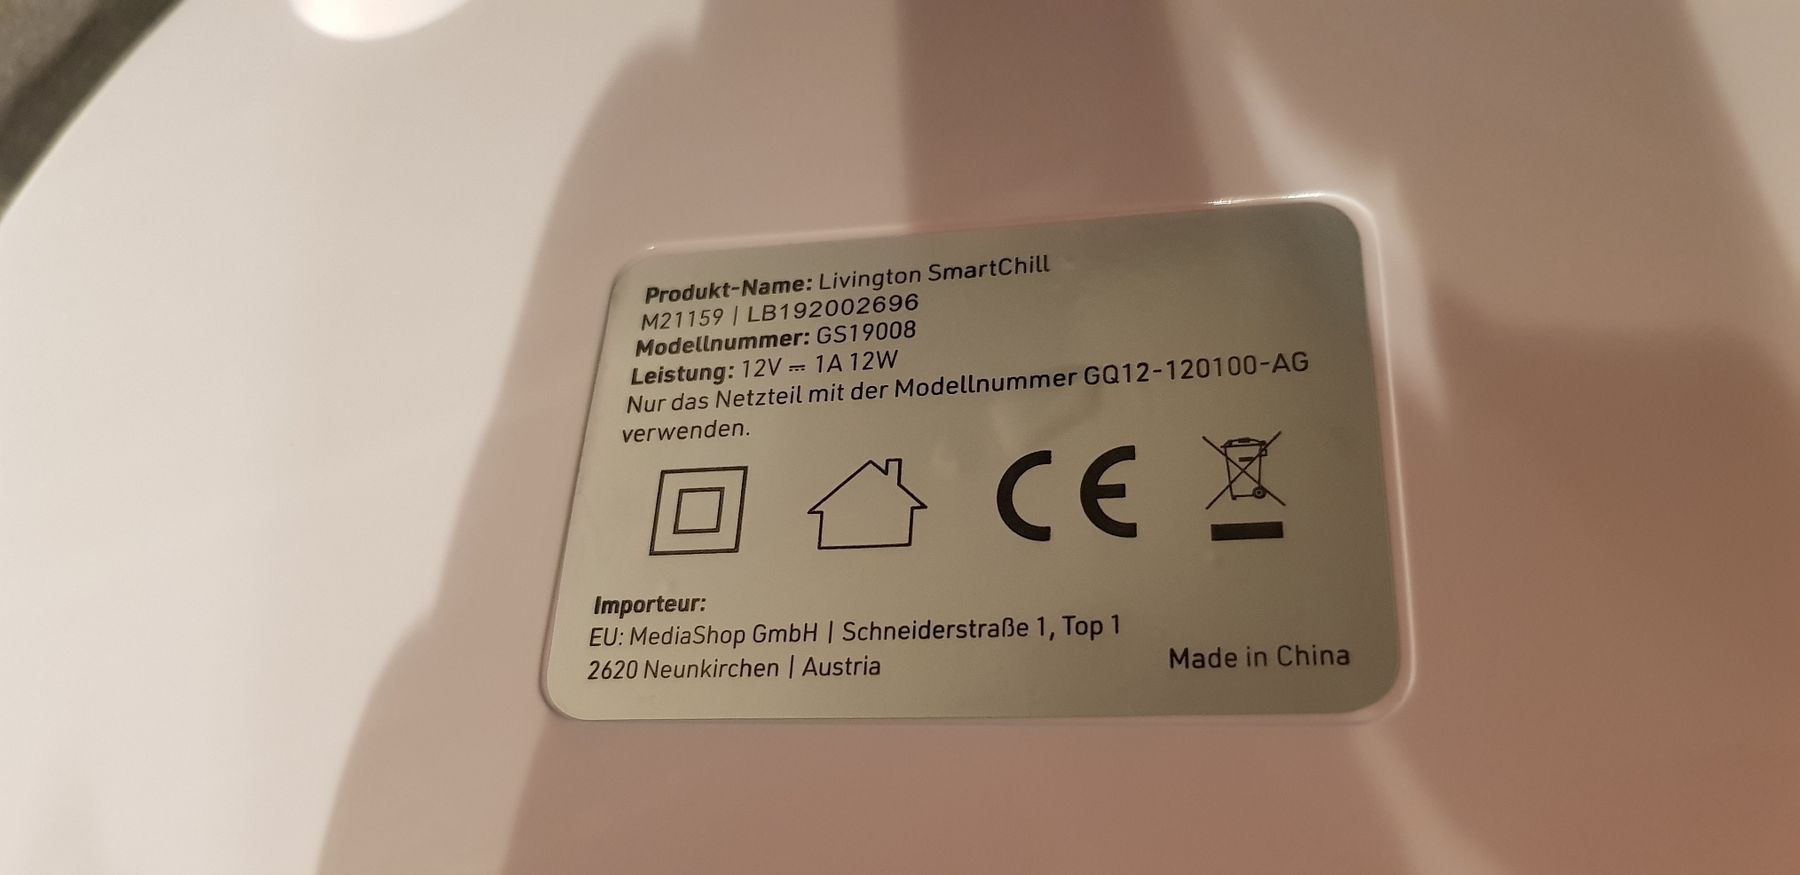 Produkt-Name: Livington SmartChill
M21159 | LB192002696
Modellnummer: GS19008
Leistung: 12V ⎓ 1A 12W
Nur das Netzteil mit der Modellnummer GQ12-120100-AG
verwenden.
CE
Importeur:
EU: MediaShop GmbH | Schneiderstraße 1, Top 1
2620 Neunkirchen | Austria
Made in China